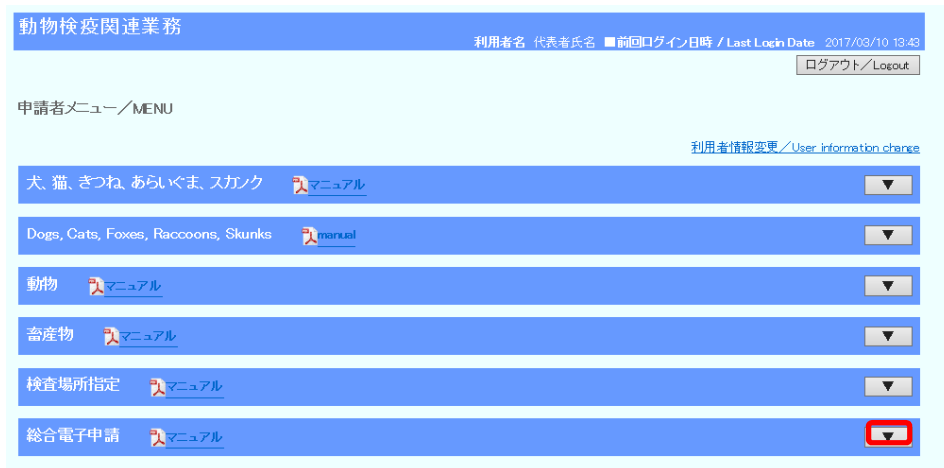 動物検疫関連業務
利用者名 代表者氏名 ■前回ログイン日時 / Last Login Date 2017/03/10 13:43
ログアウト／Logout
申請者メニュー／MENU
利用者情報変更／User information change
犬、猫、きつね、あらいぐま、スカンク マニュアル ▼
Dogs, Cats, Foxes, Raccoons, Skunks manual ▼
動物 マニュアル ▼
畜産物 マニュアル ▼
検査場所指定 マニュアル ▼
総合電子申請 マニュアル ▼